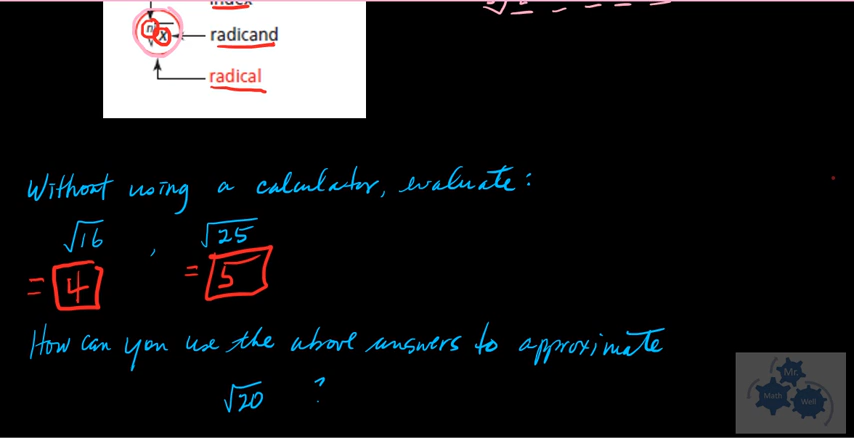 index
n√x
radicand
radical
Without using a calculator, evaluate:
√16 , √25
= 4 = 5
How can you use the above answers to approximate
√20 ?
Mr.
Math Well